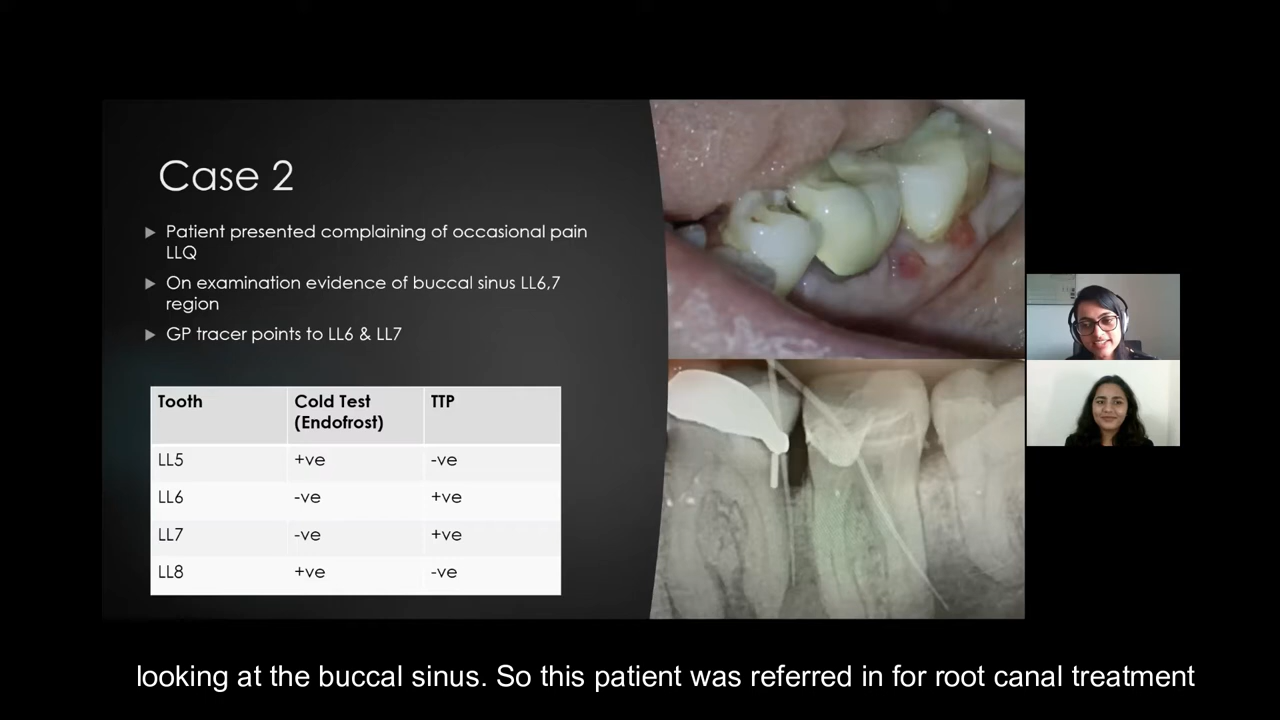 Case 2
Patient presented complaining of occasional pain
LLQ
On examination evidence of buccal sinus LL6,7
region
GP tracer points to LL6 & LL7
Tooth Cold Test (Endofrost) TTP
LL5 +ve -ve
LL6 -ve +ve
LL7 -ve +ve
LL8 +ve -ve
looking at the buccal sinus. So this patient was referred in for root canal treatment